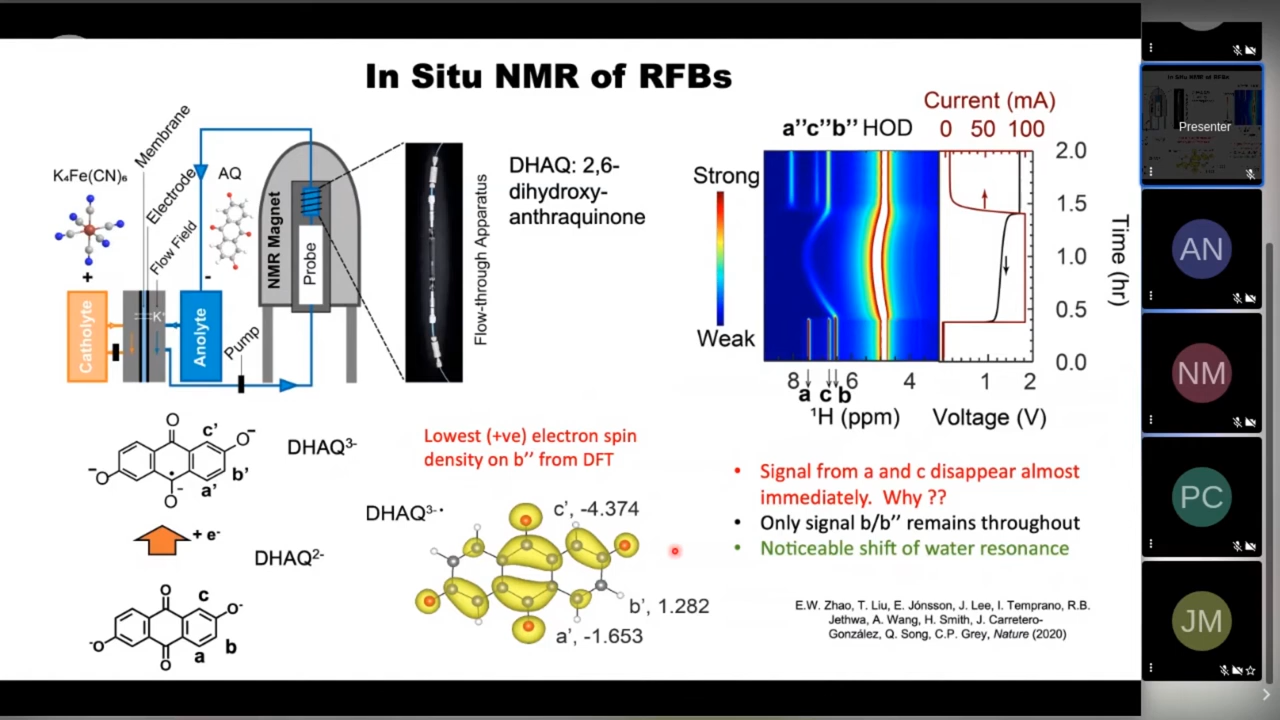 In Situ NMR of RFBs
K₄Fe(CN)₆
Membrane
Electrode
Flow Field
AQ
+
-
Catholyte
K⁺
Anolyte
Pump
NMR Magnet
Probe
Flow-through Apparatus
DHAQ: 2,6-
dihydroxy-
anthraquinone
Current (mA)
a’’c’’b’’ HOD
0 50 100
Strong
Weak
2.0
1.5
1.0
0.5
0.0
Time (hr)
8 6 4
a c b
¹H (ppm)
1 2
Voltage (V)
O
c’
O⁻
⁻O
b’
a’
O⁻
DHAQ³⁻
+ e⁻
DHAQ²⁻
O
c
O⁻
⁻O
b
a
O
Lowest (+ve) electron spin
density on b’’ from DFT
DHAQ³⁻·
c’, -4.374
b’, 1.282
a’, -1.653
• Signal from a and c disappear almost
immediately. Why ??
• Only signal b/b’’ remains throughout
• Noticeable shift of water resonance
E.W. Zhao, T. Liu, E. Jónsson, J. Lee, I. Temprano, R.B.
Jethwa, A. Wang, H. Smith, J. Carretero-
González, Q. Song, C.P. Grey, Nature (2020)
In Situ NMR of RFBs
Presenter
AN
NM
PC
JM